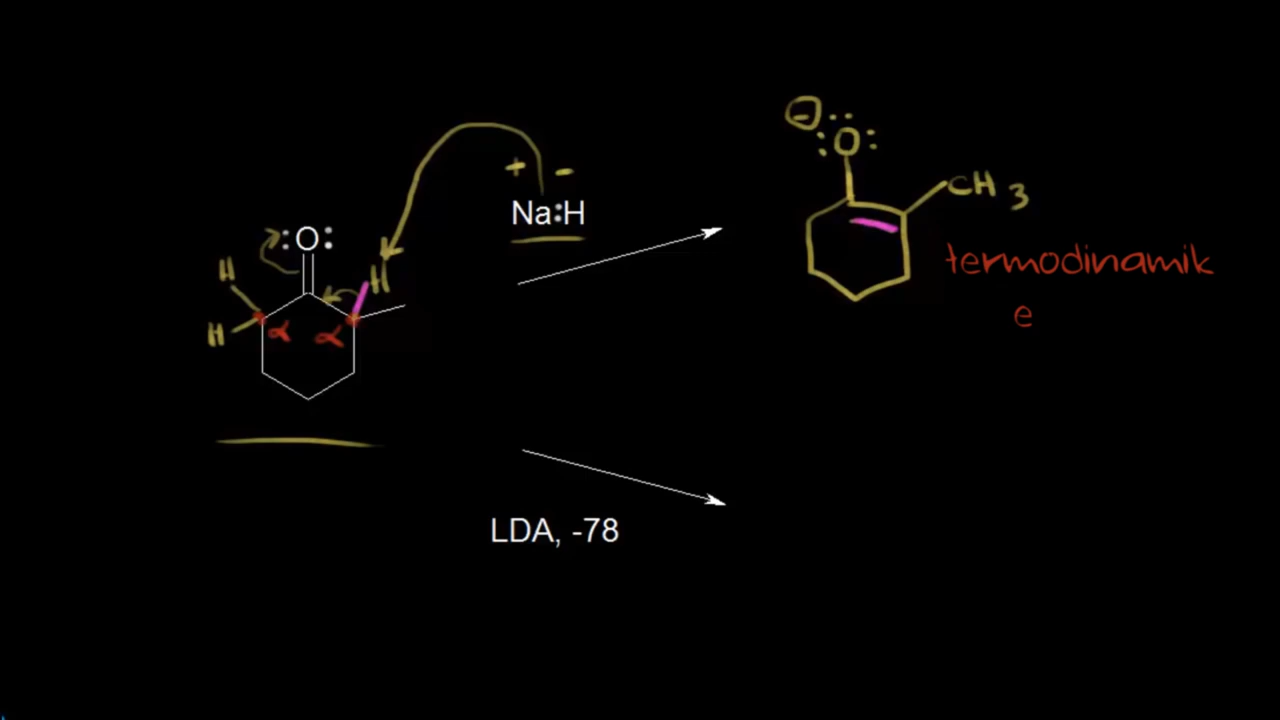 ⊖
:Ö:
CH3
+ −
Na:H
:O:
H
H
H
α α
termodinamik
e
LDA, -78